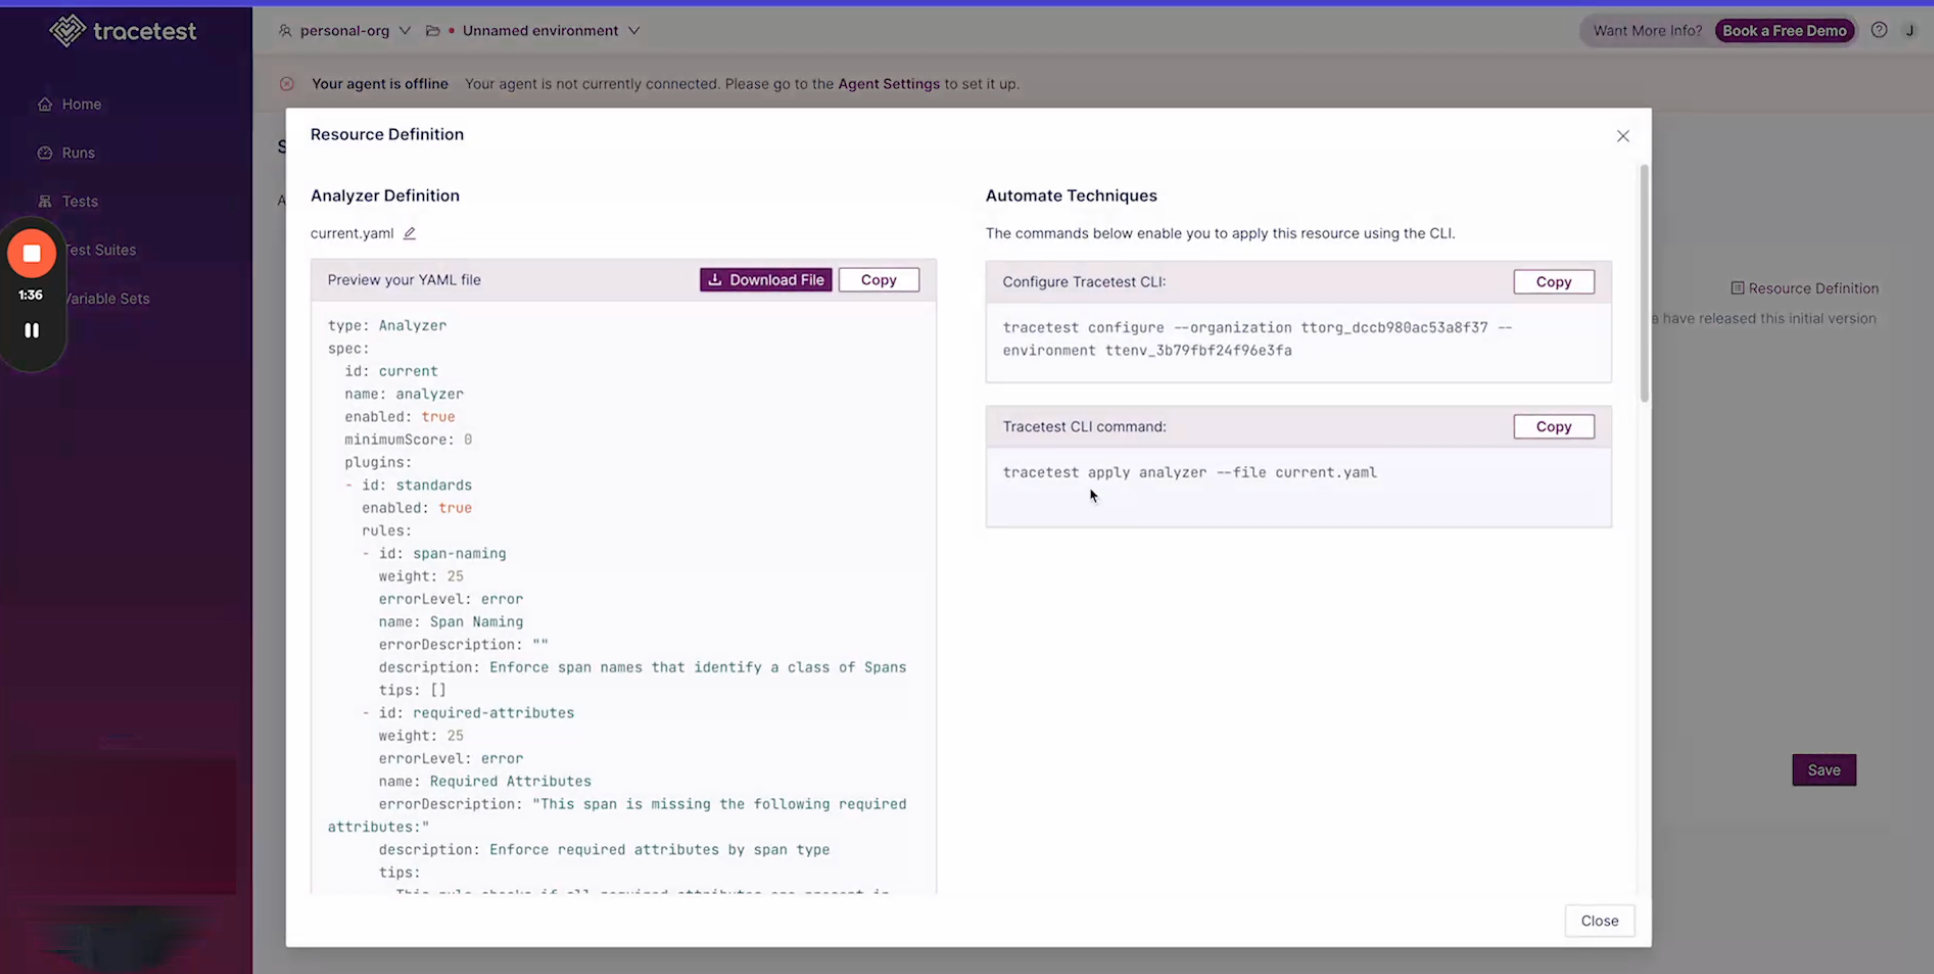 tracetest
personal-org
Unnamed environment
Want More Info?
Book a Free Demo
J
Your agent is offline Your agent is not currently connected. Please go to the Agent Settings to set it up.
Home
Runs
Tests
Test Suites
Variable Sets
1:36
Resource Definition
Analyzer Definition
current.yaml
Preview your YAML file
Download File
Copy
type: Analyzer
spec:
id: current
name: analyzer
enabled: true
minimumScore: 0
plugins:
- id: standards
enabled: true
rules:
- id: span-naming
weight: 25
errorLevel: error
name: Span Naming
errorDescription: ""
description: Enforce span names that identify a class of Spans
tips: []
- id: required-attributes
weight: 25
errorLevel: error
name: Required Attributes
errorDescription: "This span is missing the following required
attributes:"
description: Enforce required attributes by span type
tips:
Automate Techniques
The commands below enable you to apply this resource using the CLI.
Configure Tracetest CLI:
Copy
tracetest configure --organization ttorg_dccb980ac53a8f37 --
environment ttenv_3b79fbf24f96e3fa
Tracetest CLI command:
Copy
tracetest apply analyzer --file current.yaml
Resource Definition
have released this initial version
Save
Close